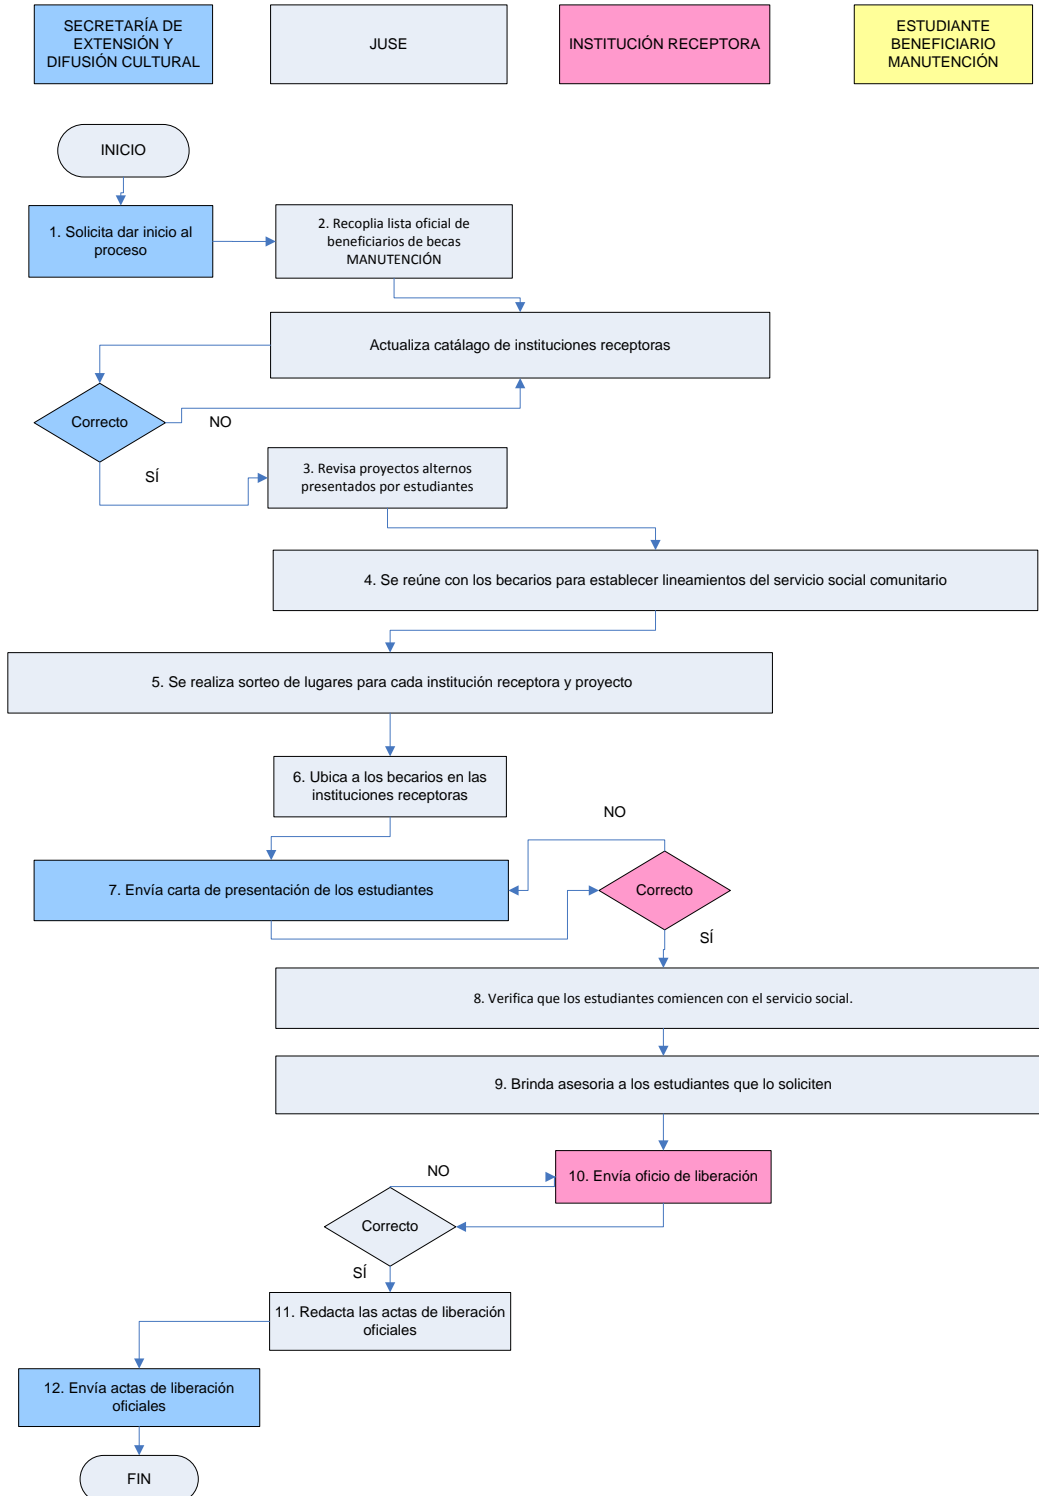 SECRETARÍA DE
EXTENSIÓN Y
DIFUSIÓN CULTURAL
JUSE
INSTITUCIÓN RECEPTORA
ESTUDIANTE
BENEFICIARIO
MANUTENCIÓN
INICIO
1. Solicita dar inicio al
proceso
2. Recoplia lista oficial de
beneficiarios de becas
MANUTENCIÓN
Actualiza catálago de instituciones receptoras
Correcto
NO
SÍ
3. Revisa proyectos alternos
presentados por estudiantes
4. Se reúne con los becarios para establecer lineamientos del servicio social comunitario
5. Se realiza sorteo de lugares para cada institución receptora y proyecto
6. Ubica a los becarios en las
instituciones receptoras
NO
7. Envía carta de presentación de los estudiantes
Correcto
SÍ
8. Verifica que los estudiantes comiencen con el servicio social.
9. Brinda asesoria a los estudiantes que lo soliciten
NO
10. Envía oficio de liberación
Correcto
SÍ
11. Redacta las actas de liberación
oficiales
12. Envía actas de liberación
oficiales
FIN